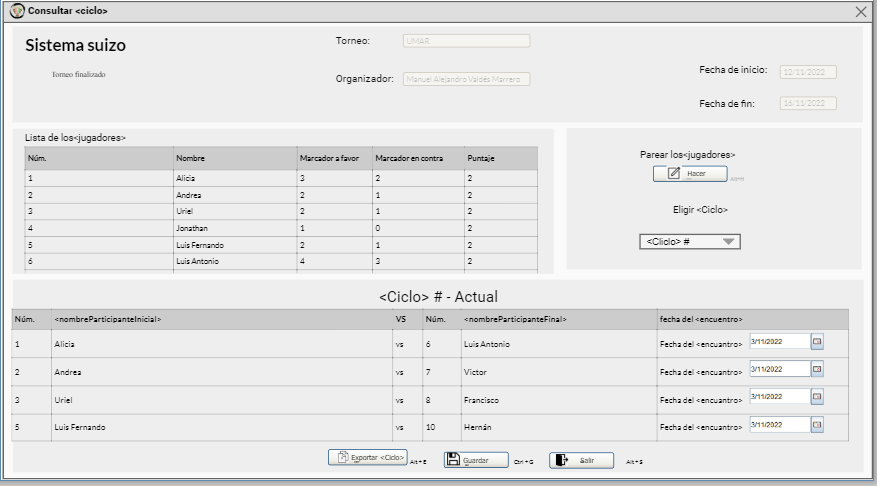 Consultar <ciclo>
Sistema suizo
Torneo finalizado
Torneo: UMAR
Organizador: Manuel Alejandro Valdés Marrero
Fecha de inicio: 12/11/2022
Fecha de fin: 16/11/2022
Lista de los<jugadores>
Núm. Nombre Marcador a favor Marcador en contra Puntaje
1 Alicia 3 2 2
2 Andrea 2 1 2
3 Uriel 2 1 2
4 Jonathan 1 0 2
5 Luis Fernando 2 1 2
6 Luis Antonio 4 3 2
Parear los<jugadores>
Hacer
Eligir <Ciclo>
<Cliclo> #
<Ciclo> # - Actual
Núm. <nombreParticipanteInicial> VS Núm. <nombreParticipanteFinal> fecha del <encuentro>
1 Alicia vs 6 Luis Antonio Fecha del <encuantro> 3/11/2022
2 Andrea vs 7 Victor Fecha del <encuantro> 3/11/2022
3 Uriel vs 8 Francisco Fecha del <encuantro> 3/11/2022
5 Luis Fernando vs 10 Hernán Fecha del <encuantro> 3/11/2022
Exportar <Ciclo> Alt + E Guardar Ctrl + G Salir Alt + S